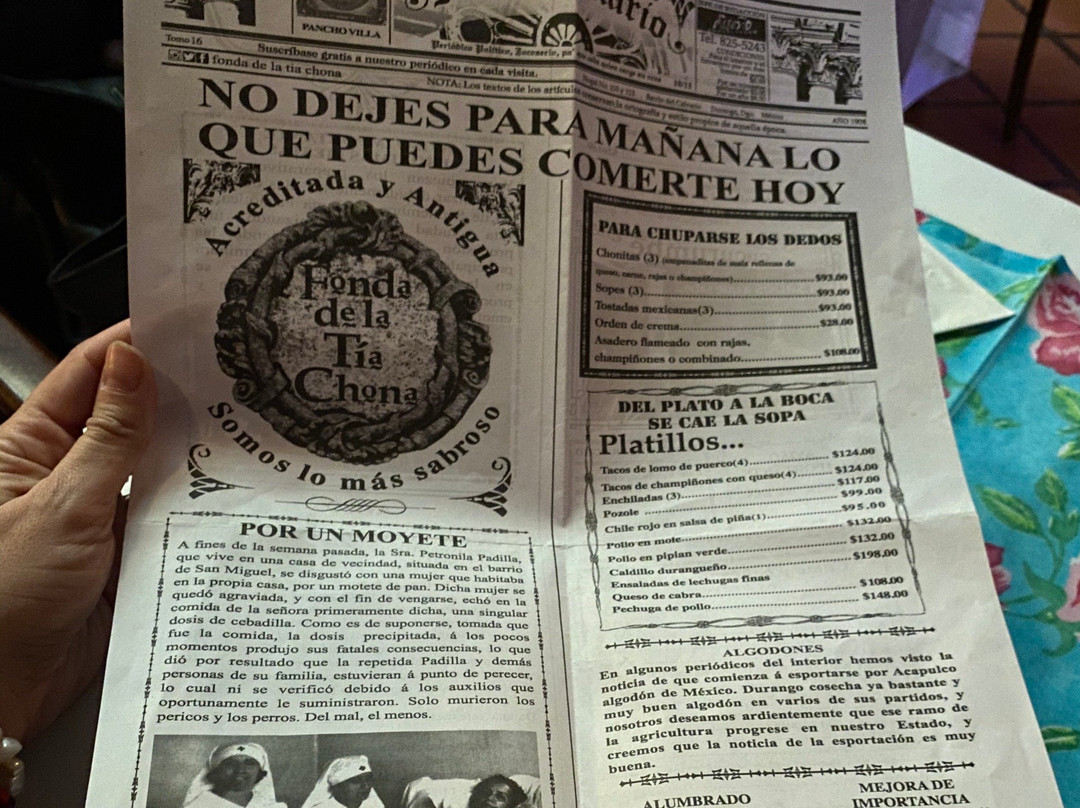 PANCHO VILLA
Tel. 825-5243
Tomo 16
Suscríbase gratis a nuestro periódico en cada visita.
fonda de la tia chona
AÑO 1908
NO DEJES PARA MAÑANA LO
QUE PUEDES COMERTE HOY
Acreditada y Antigua
Fonda
de la
Tía
Chona
Somos lo más sabroso
POR UN MOYETE
A fines de la semana pasada, la Sra. Petronila Padilla,
que vive en una casa de vecindad, situada en el barrio
de San Miguel, se disgustó con una mujer que habitaba
en la propia casa, por un motete de pan. Dicha mujer se
quedó agraviada, y con el fin de vengarse, echó en la
comida de la señora primeramente dicha, una singular
dosis de cebadilla. Como es de suponerse, tomada que
fue la comida, la dosis precipitada, á los pocos
momentos produjo sus fatales consecuencias, lo que
dió por resultado que la repetida Padilla y demás
personas de su familia, estuvieran á punto de perecer,
lo cual ni se verificó debido á los auxilios que
oportunamente le suministraron. Solo murieron los
pericos y los perros. Del mal, el menos.
PARA CHUPARSE LOS DEDOS
Chonitas (3) (empanaditas de maíz rellenas de
queso, carne, rajas o champiñones)..................$93.00
Sopes (3)..................$93.00
Tostadas mexicanas(3)..................$93.00
Orden de crema..................$28.00
Asadero flameado con rajas,
champiñones o combinado..................$108.00
DEL PLATO A LA BOCA
SE CAE LA SOPA
Platillos...
Tacos de lomo de puerco(4)..................$124.00
Tacos de champiñones con queso(4)..................$124.00
Enchiladas (3)..................$117.00
Pozole..................$99.00
Chile rojo en salsa de piña(1)..................$95.00
Pollo en mole..................$132.00
Pollo en pipian verde..................$132.00
Caldillo durangueño..................$198.00
Ensaladas de lechugas finas
Queso de cabra..................$108.00
Pechuga de pollo..................$148.00
ALGODONES
En algunos periódicos del interior hemos visto la
noticia de que comienza á esportarse por Acapulco
algodón de México. Durango cosecha ya bastante y
muy buen algodón en varios de sus partidos, y
nosotros deseamos ardientemente que ese ramo de
la agricultura progrese en nuestro Estado, y
creemos que la noticia de la esportación es muy
buena.
ALUMBRADO
MEJORA DE
IMPORTANCIA